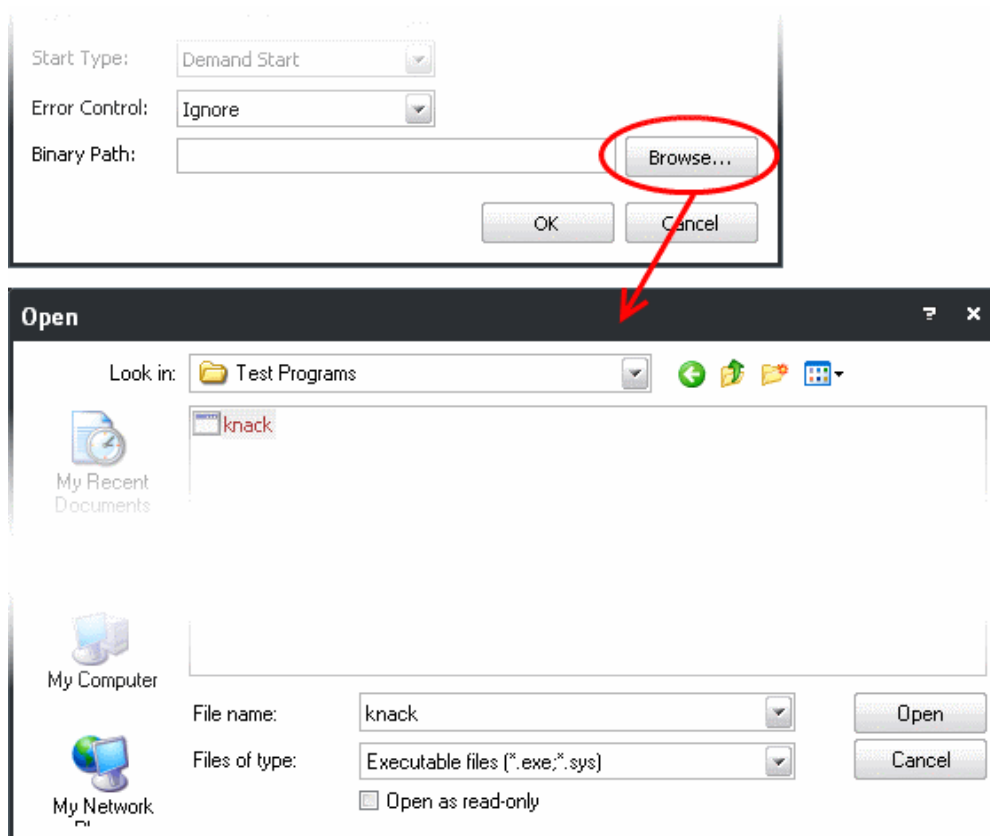 Start Type: Demand Start
Error Control: Ignore
Binary Path: Browse...
OK Cancel
Open
Look in: Test Programs
knack
My Recent
Documents
My Computer
File name: knack Open
Files of type: Executable files (*.exe;*.sys) Cancel
Open as read-only
My Network